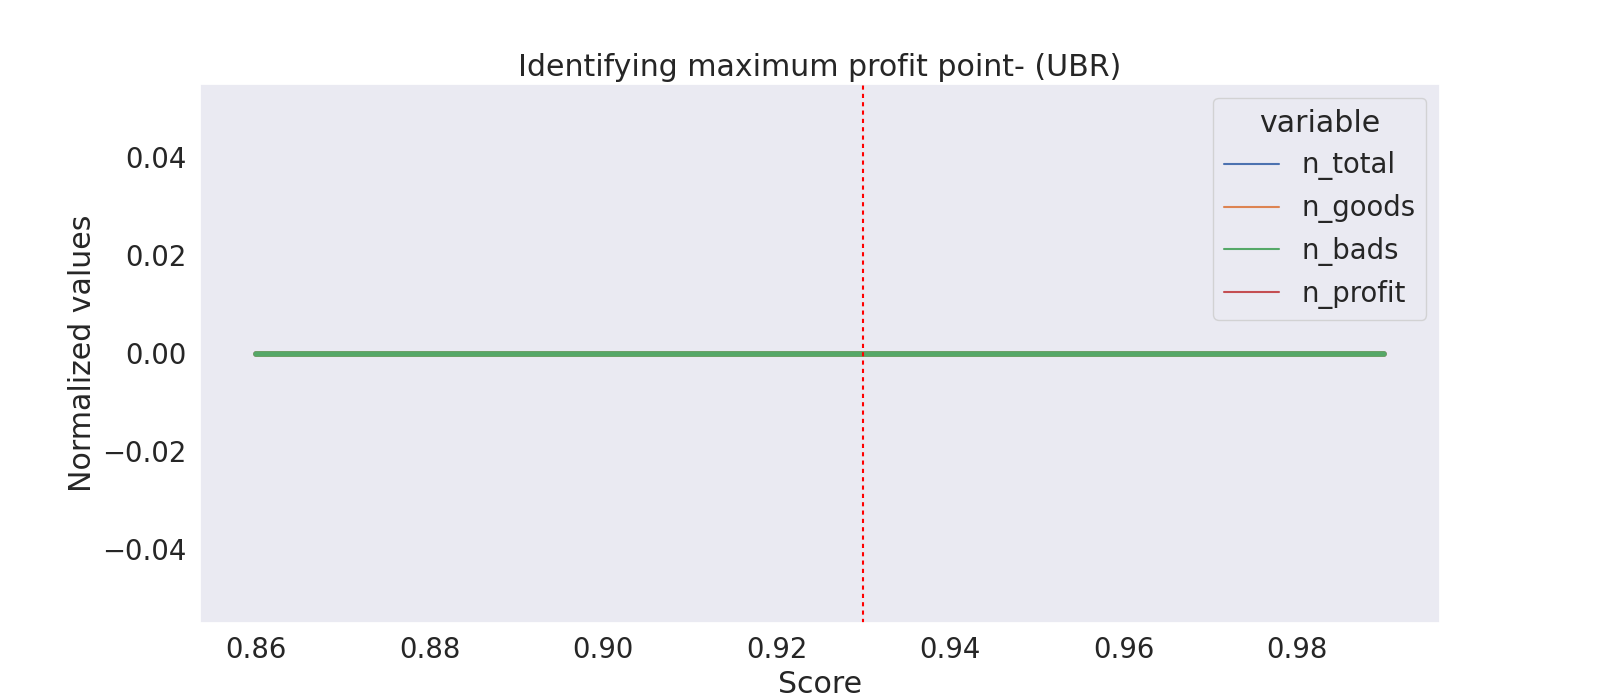 Identifying maximum profit point- (UBR)
variable
n_total
n_goods
n_bads
n_profit
Normalized values
0.04
0.02
0.00
−0.02
−0.04
0.86 0.88 0.90 0.92 0.94 0.96 0.98
Score